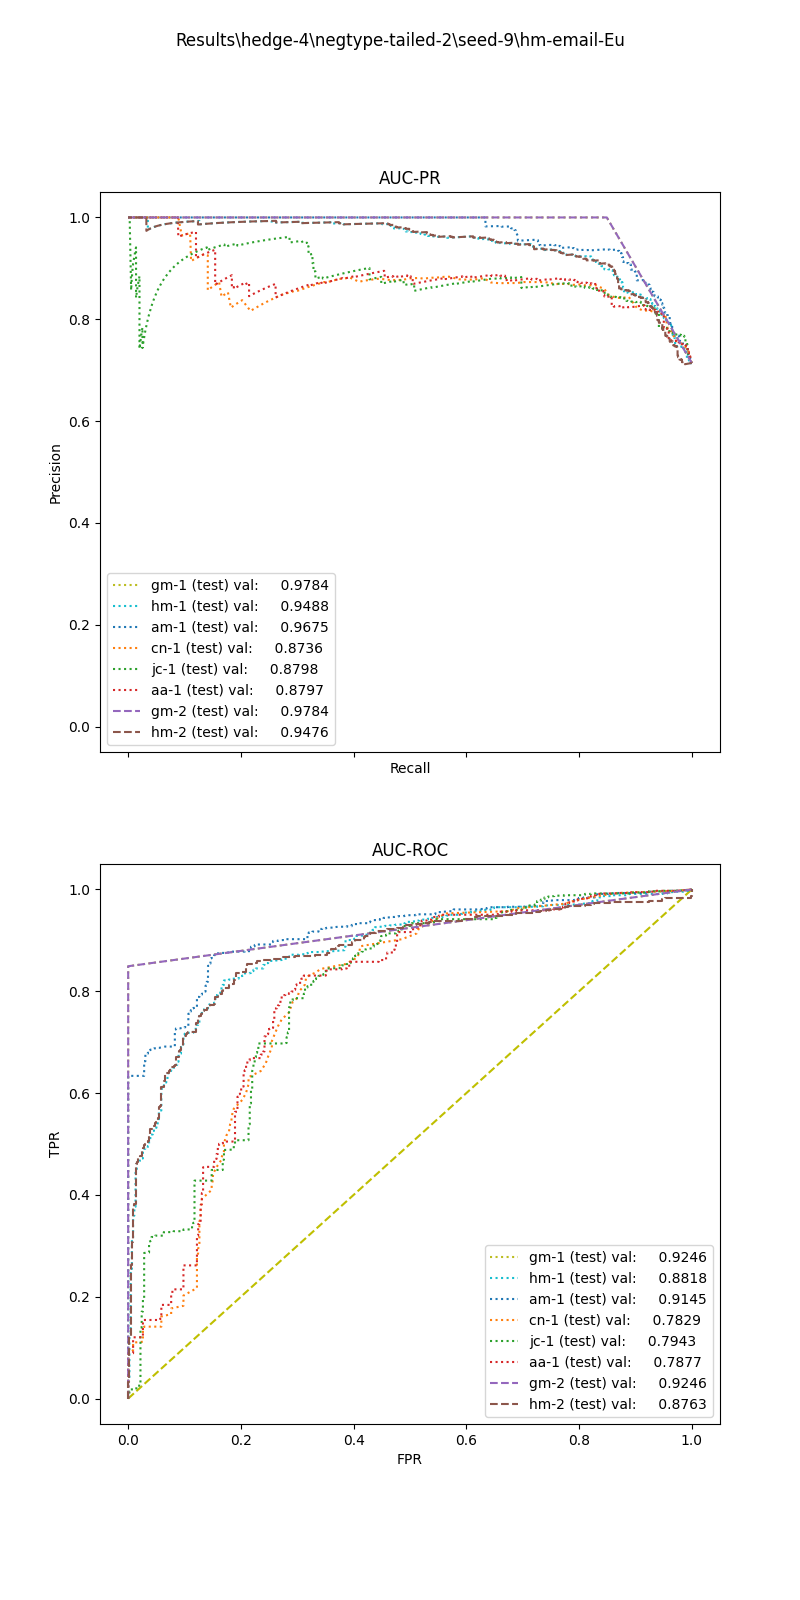 Results\hedge-4\negtype-tailed-2\seed-9\hm-email-Eu
AUC-PR
1.0
0.8
0.6
0.4
0.2
0.0
Precision
gm-1 (test) val: 0.9784
hm-1 (test) val: 0.9488
am-1 (test) val: 0.9675
cn-1 (test) val: 0.8736
jc-1 (test) val: 0.8798
aa-1 (test) val: 0.8797
gm-2 (test) val: 0.9784
hm-2 (test) val: 0.9476
Recall
AUC-ROC
1.0
0.8
0.6
0.4
0.2
0.0
TPR
gm-1 (test) val: 0.9246
hm-1 (test) val: 0.8818
am-1 (test) val: 0.9145
cn-1 (test) val: 0.7829
jc-1 (test) val: 0.7943
aa-1 (test) val: 0.7877
gm-2 (test) val: 0.9246
hm-2 (test) val: 0.8763
0.0 0.2 0.4 0.6 0.8 1.0
FPR